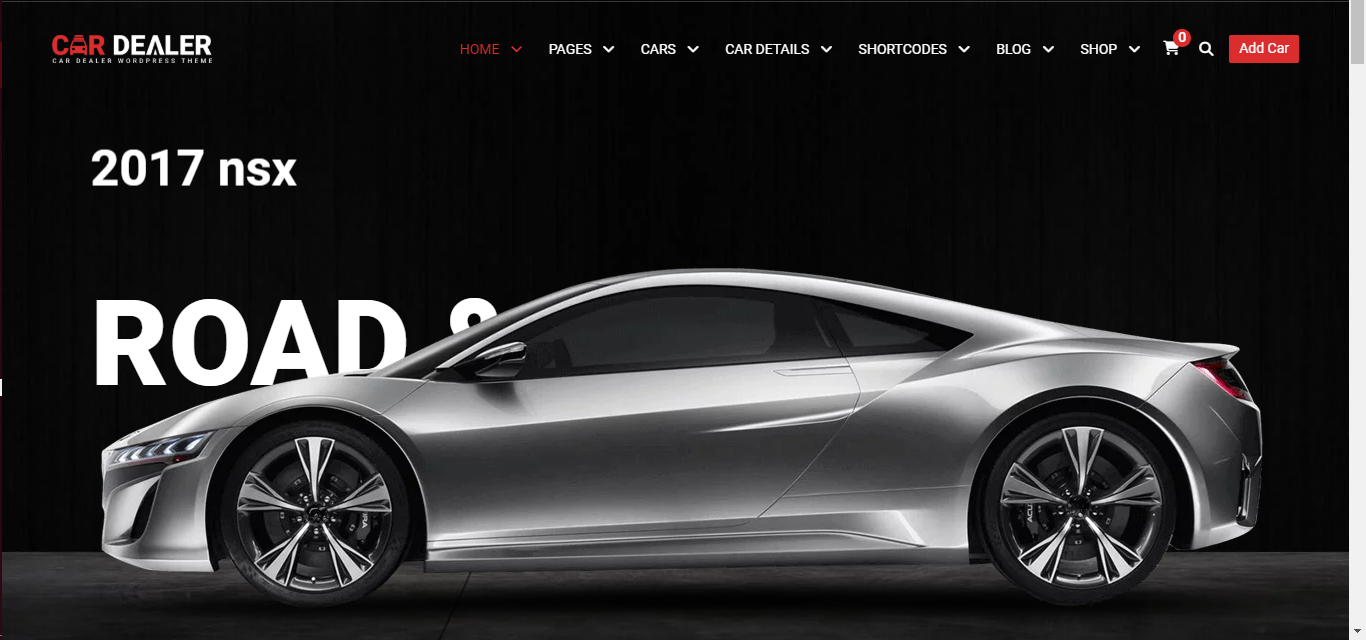 CAR DEALER
CAR DEALER WORDPRESS THEME
HOME PAGES CARS CAR DETAILS SHORTCODES BLOG SHOP 0 Add Car
2017 nsx
ROAD &